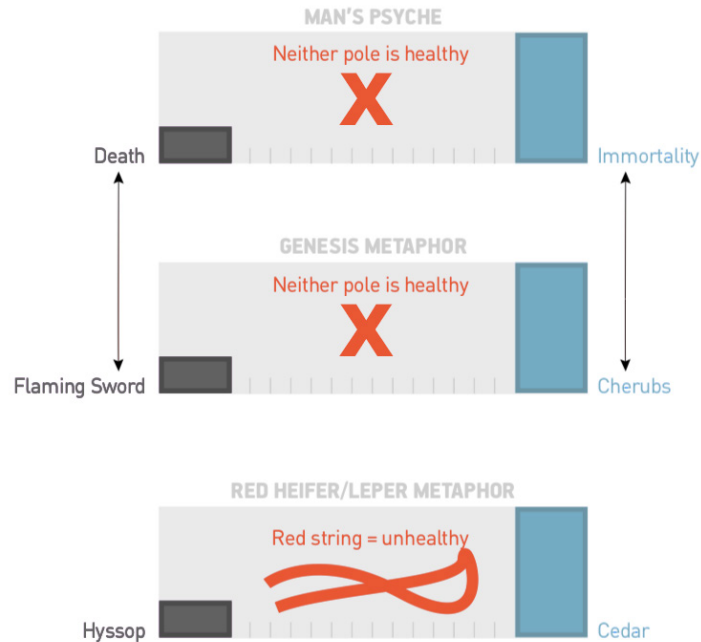 MAN'S PSYCHE
Neither pole is healthy
X
Death
Immortality
GENESIS METAPHOR
Neither pole is healthy
X
Flaming Sword
Cherubs
RED HEIFER/LEPER METAPHOR
Red string = unhealthy
Hyssop
Cedar